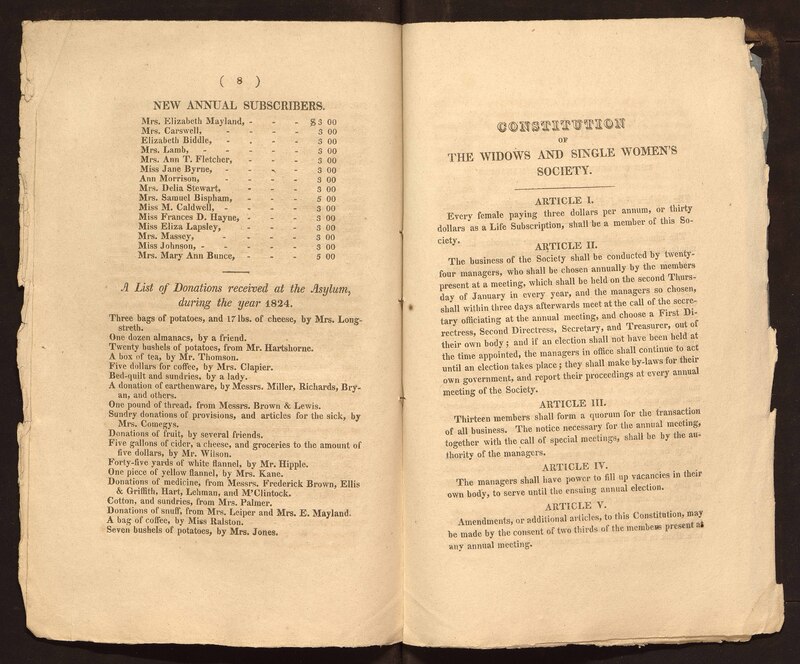 ( 8 )
NEW ANNUAL SUBSCRIBERS.
Mrs. Elizabeth Mayland, - - - $3 00
Mrs. Carswell, - - - - 3 00
Elizabeth Biddle, - - - - 3 00
Mrs. Lamb, - - - - 3 00
Mrs. Ann T. Fletcher, - - - 3 00
Miss Jane Byrne, - - - - 3 00
Ann Morrison, - - - - 3 00
Mrs. Delia Stewart, - - - - 3 00
Mrs. Samuel Bispham, - - - 5 00
Miss M. Caldwell, - - - - 3 00
Miss Frances D. Hayne, - - - 3 00
Miss Eliza Lapsley, - - - 3 00
Mrs. Massey, - - - - 3 00
Miss Johnson, - - - - 3 00
Mrs. Mary Ann Bunce, - - - 5 00
A List of Donations received at the Asylum,
during the year 1824.
Three bags of potatoes, and 17lbs. of cheese, by Mrs. Long-
streth.
One dozen almanacs, by a friend.
Twenty bushels of potatoes, from Mr. Hartshorne.
A box of tea, by Mr. Thomson.
Five dollars for coffee, by Mrs. Clapier.
Bed-quilt and sundries, by a lady.
A donation of earthenware, by Messrs. Miller, Richards, Bry-
an, and others.
One pound of thread, from Messrs. Brown & Lewis.
Sundry donations of provisions, and articles for the sick, by
Mrs. Comegys.
Donations of fruit, by several friends.
Five gallons of cider, a cheese, and groceries to the amount of
five dollars, by Mr. Wilson.
Forty-five yards of white flannel, by Mr. Hipple.
One piece of yellow flannel, by Mrs. Kane.
Donations of medicine, from Messrs. Frederick Brown, Ellis
& Griffith, Hart, Lehman, and M'Clintock.
Cotton, and sundries, from Mrs. Palmer.
Donations of snuff, from Mrs. Leiper and Mrs. E. Mayland.
A bag of coffee, by Miss Ralston.
Seven bushels of potatoes, by Mrs. Jones.
CONSTITUTION
OF
THE WIDOWS AND SINGLE WOMEN'S
SOCIETY.
ARTICLE I.
Every female paying three dollars per annum, or thirty
dollars as a Life Subscription, shall be a member of this So-
ciety.
ARTICLE II.
The business of the Society shall be conducted by twenty-
four managers, who shall be chosen annually by the members
present at a meeting, which shall be held on the second Thurs-
day of January in every year, and the managers so chosen,
shall within three days afterwards meet at the call of the secre-
tary officiating at the annual meeting, and choose a First Di-
rectress, Second Directress, Secretary, and Treasurer, out of
their own body ; and if an election shall not have been held at
the time appointed, the managers in office shall continue to act
until an election takes place ; they shall make by-laws for their
own government, and report their proceedings at every annual
meeting of the Society.
ARTICLE III.
Thirteen members shall form a quorum for the transaction
of all business. The notice necessary for the annual meeting,
together with the call of special meetings, shall be by the au-
thority of the managers.
ARTICLE IV.
The managers shall have power to fill up vacancies in their
own body, to serve until the ensuing annual election.
ARTICLE V.
Amendments, or additional articles, to this Constitution, may
be made by the consent of two thirds of the members present at
any annual meeting.